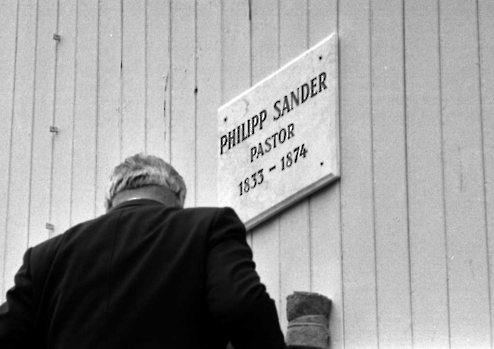 PHILIPP SANDER
PASTOR
1833 - 1874